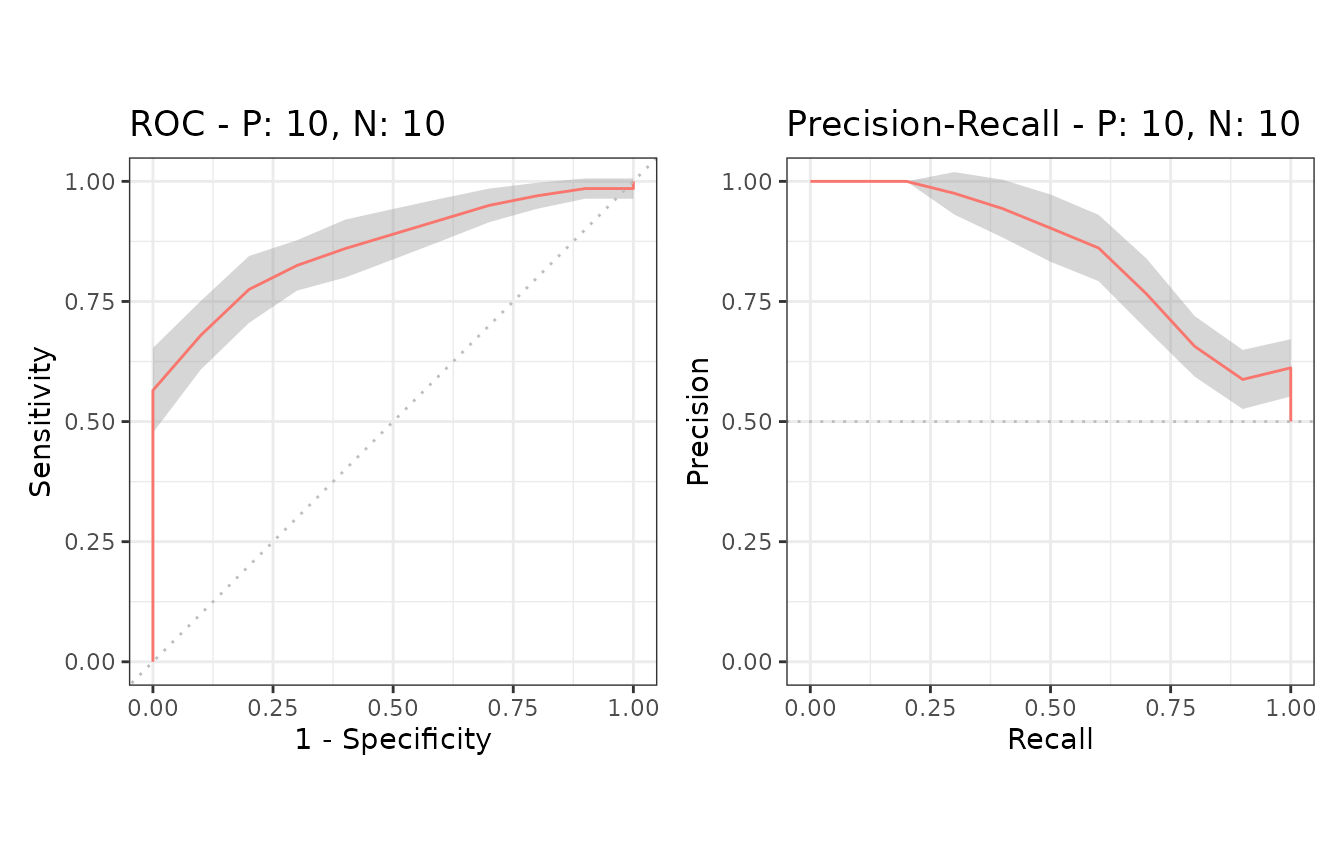 ROC - P: 10, N: 10
1.00
0.75
0.50
0.25
0.00
Sensitivity
0.00 0.25 0.50 0.75 1.00
1 - Specificity
Precision-Recall - P: 10, N: 10
1.00
0.75
0.50
0.25
0.00
Precision
0.00 0.25 0.50 0.75 1.00
Recall